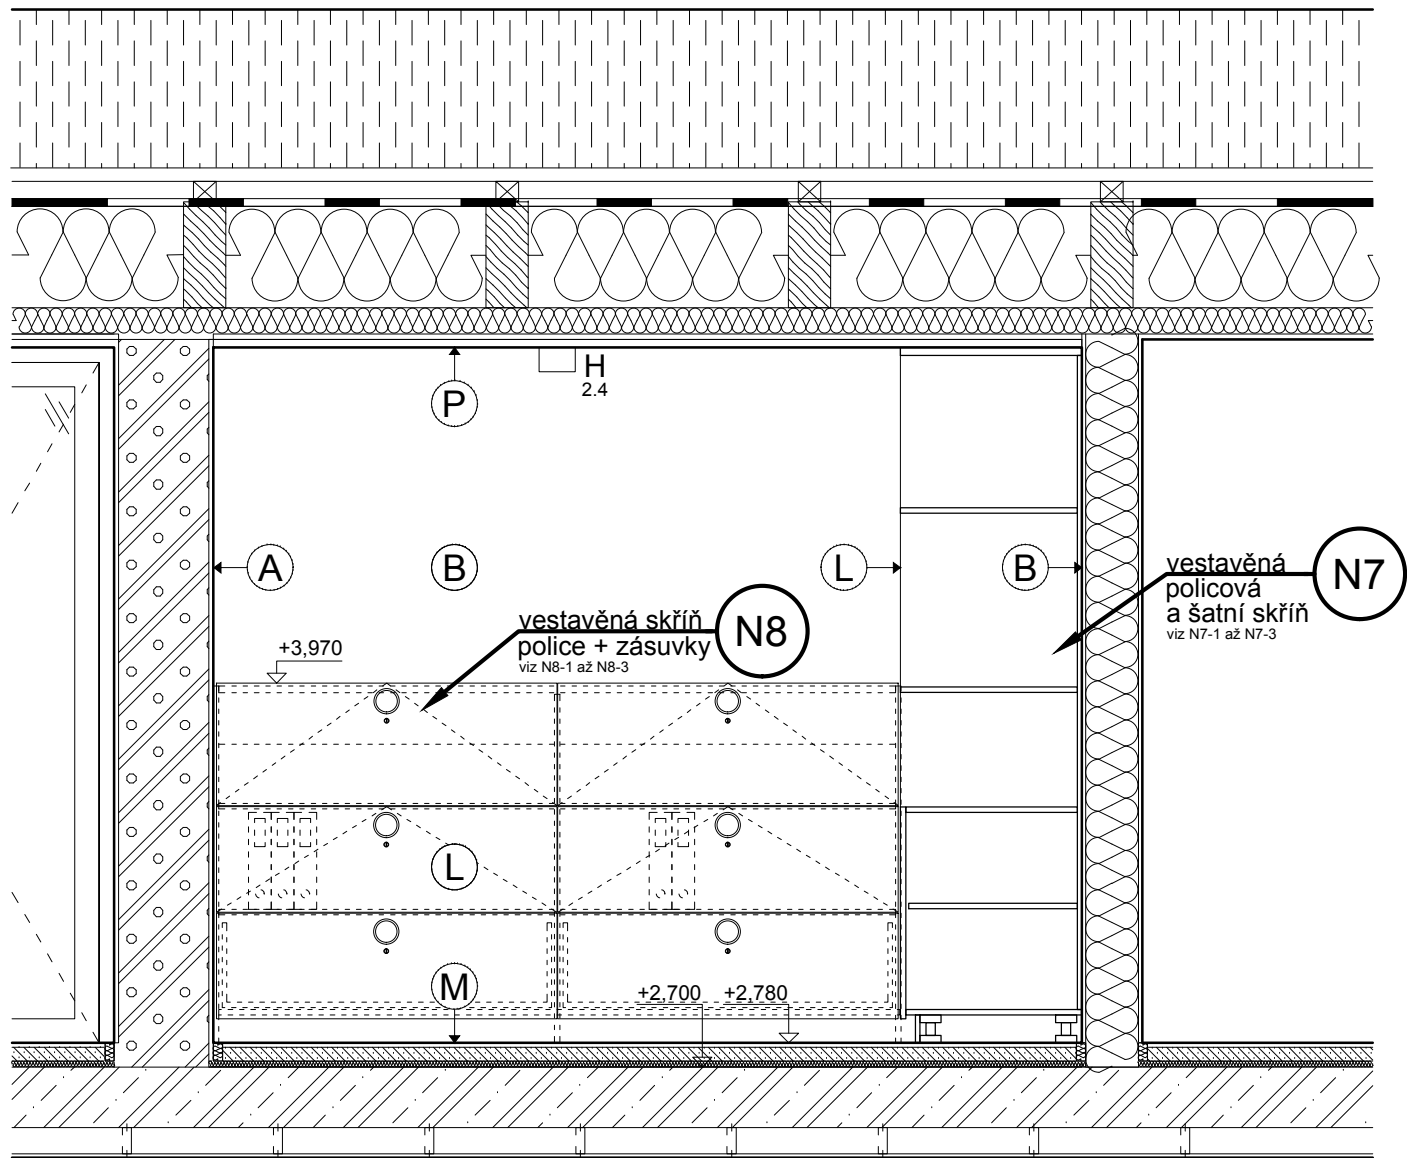 H
2.4
P
A
B
L
B
vestavěná
policová
a šatní skříň
viz N7-1 až N7-3
N7
vestavěná skříň
police + zásuvky
viz N8-1 až N8-3
N8
+3,970
L
M
+2,700
+2,780